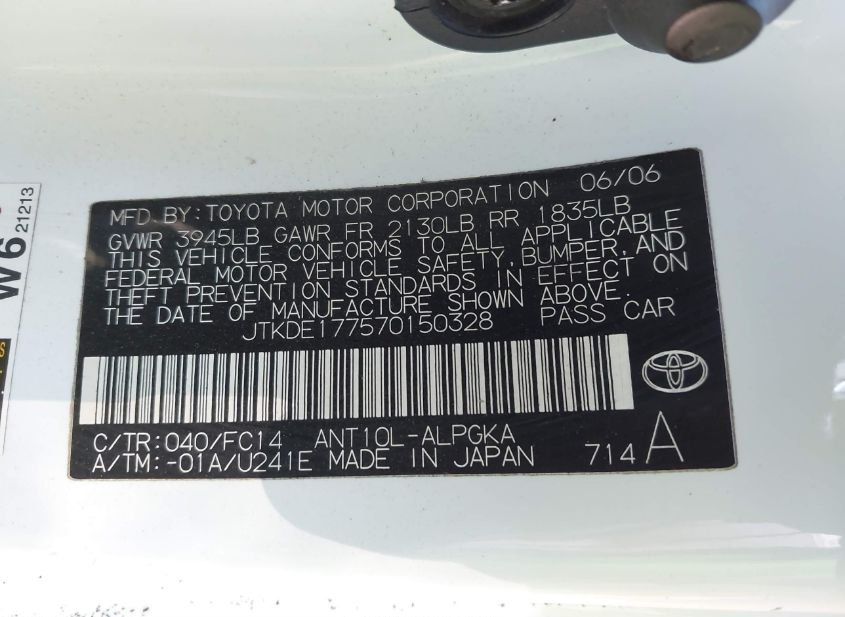 MFD BY: TOYOTA MOTOR CORPORATION 06/06
GVWR 3945LB GAWR FR 2130LB RR 1835LB
THIS VEHICLE CONFORMS TO ALL APPLICABLE
FEDERAL MOTOR VEHICLE SAFETY, BUMPER, AND
THEFT PREVENTION STANDARDS IN EFFECT ON
THE DATE OF MANUFACTURE SHOWN ABOVE.
JTKDE177570150328 PASS CAR
C/TR: 040/FC14 ANT10L-ALPGKA
A/TM: -01A/U241E MADE IN JAPAN 714 A
W6
21213